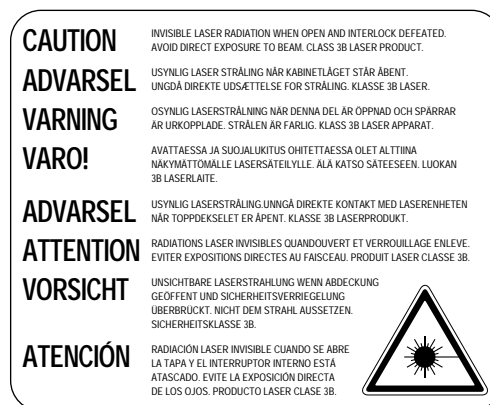 CAUTION INVISIBLE LASER RADIATION WHEN OPEN AND INTERLOCK DEFEATED.
AVOID DIRECT EXPOSURE TO BEAM. CLASS 3B LASER PRODUCT.
ADVARSEL USYNLIG LASER STRÅLING NÅR KABINETLÅGET STÅR ÅBENT.
UNGDÅ DIREKTE UDSÆTTELSE FOR STRÅLING. KLASSE 3B LASER.
VARNING OSYNLIG LASERSTRÅLNING NÄR DENNA DEL ÄR ÖPPNAD OCH SPÄRRAR
ÄR URKOPPLADE. STRÅLEN ÄR FARLIG. KLASS 3B LASER APPARAT.
VARO! AVATTAESSA JA SUOJALUKITUS OHITETTAESSA OLET ALTTIINA
NÄKYMÄTTÖMÄLLE LASERSÄTEILYLLE. ÄLÄ KATSO SÄTEESEEN. LUOKAN
3B LASERLAITE.
ADVARSEL USYNLIG LASERSTRÅLING.UNNGÅ DIREKTE KONTAKT MED LASERENHETEN
NÅR TOPPDEKSELET ER ÅPENT. KLASSE 3B LASERPRODUKT.
ATTENTION RADIATIONS LASER INVISIBLES QUANDOUVERT ET VERROUILLAGE ENLEVE.
EVITER EXPOSITIONS DIRECTES AU FAISCEAU. PRODUIT LASER CLASSE 3B.
VORSICHT UNSICHTBARE LASERSTRAHLUNG WENN ABDECKUNG
GEÖFFENT UND SICHERHEITSVERRIEGELUNG
ÜBERBRÜCKT. NICHT DEM STRAHL AUSSETZEN.
SICHERHEITSKLASSE 3B.
ATENCIÓN RADIACIÓN LASER INVISIBLE CUANDO SE ABRE
LA TAPA Y EL INTERRUPTOR INTERNO ESTÁ
ATASCADO. EVITE LA EXPOSICIÓN DIRECTA
DE LOS OJOS. PRODUCTO LASER CLASE 3B.